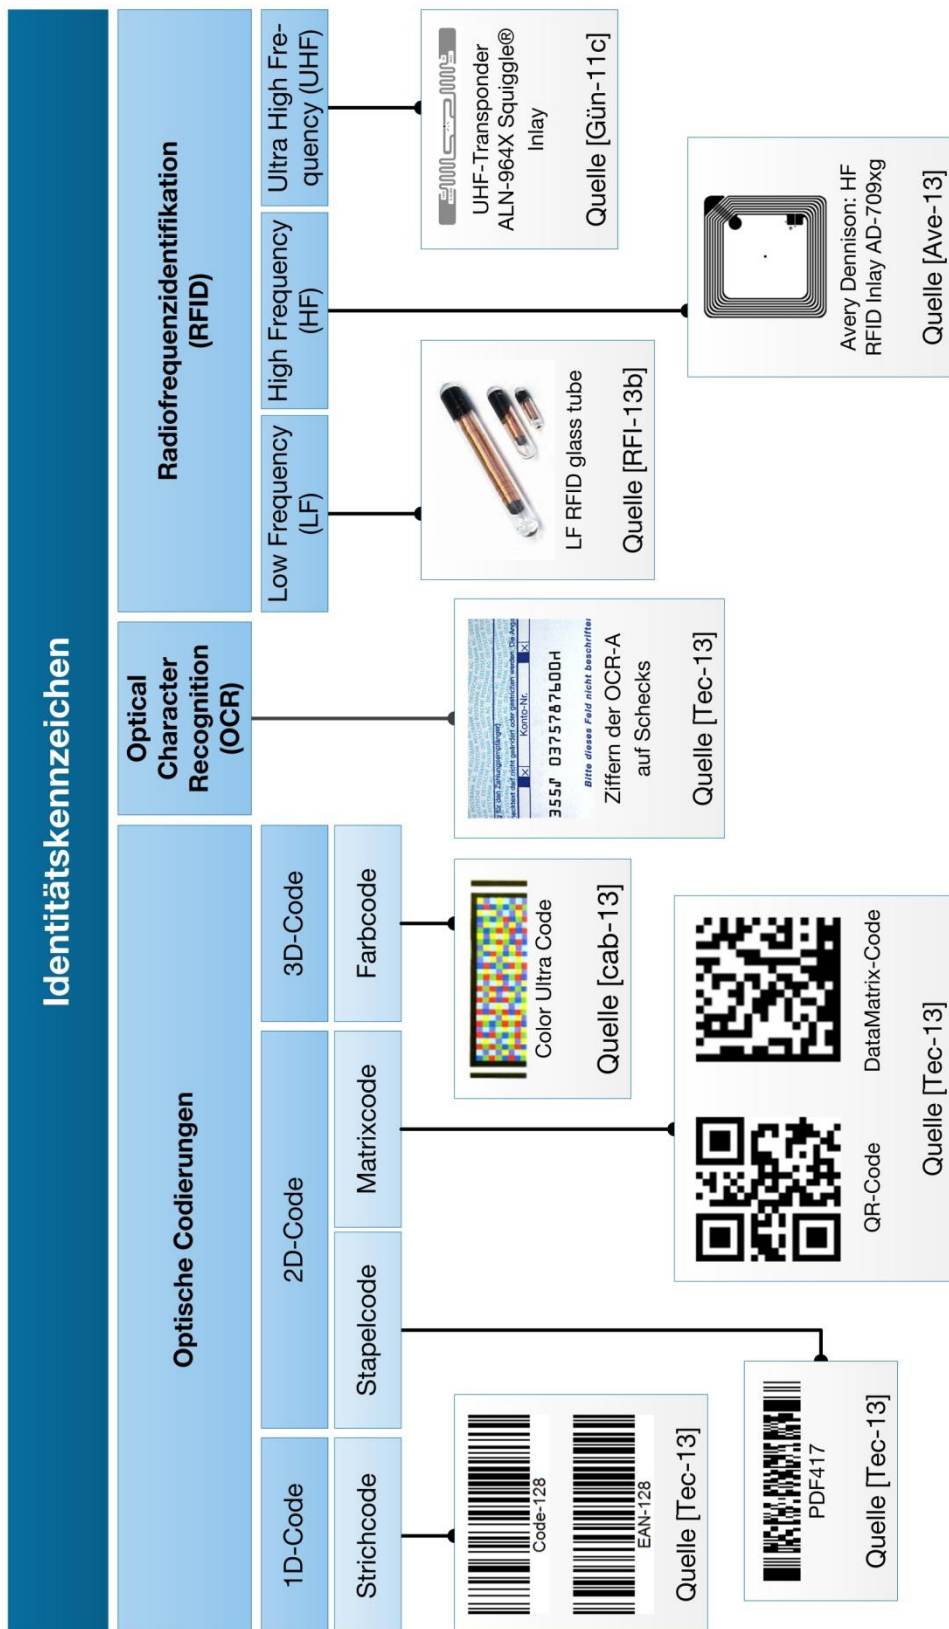 Identitätskennzeichen
Optische Codierungen
Optical
Character
Recognition
(OCR)
Radiofrequenzidentifikation
(RFID)
1D-Code
2D-Code
3D-Code
Low Frequency
(LF)
High Frequency
(HF)
Ultra High Fre-
quency (UHF)
Strichcode
Stapelcode
Matrixcode
Farbcode
Code-128
EAN-128
Quelle [Tec-13]
PDF417
Quelle [Tec-13]
QR-Code
DataMatrix-Code
Quelle [Tec-13]
Color Ultra Code
Quelle [cab-13]
für den Zahlungsempfänger)
Konto-Nr.
0375787600
Bitte dieses Feld nicht beschriften
Ziffern der OCR-A
auf Schecks
Quelle [Tec-13]
LF RFID glass tube
Quelle [RFI-13b]
Avery Dennison: HF
RFID Inlay AD-709xg
Quelle [Ave-13]
UHF-Transponder
ALN-964X Squiggle®
Inlay
Quelle [Gün-11c]